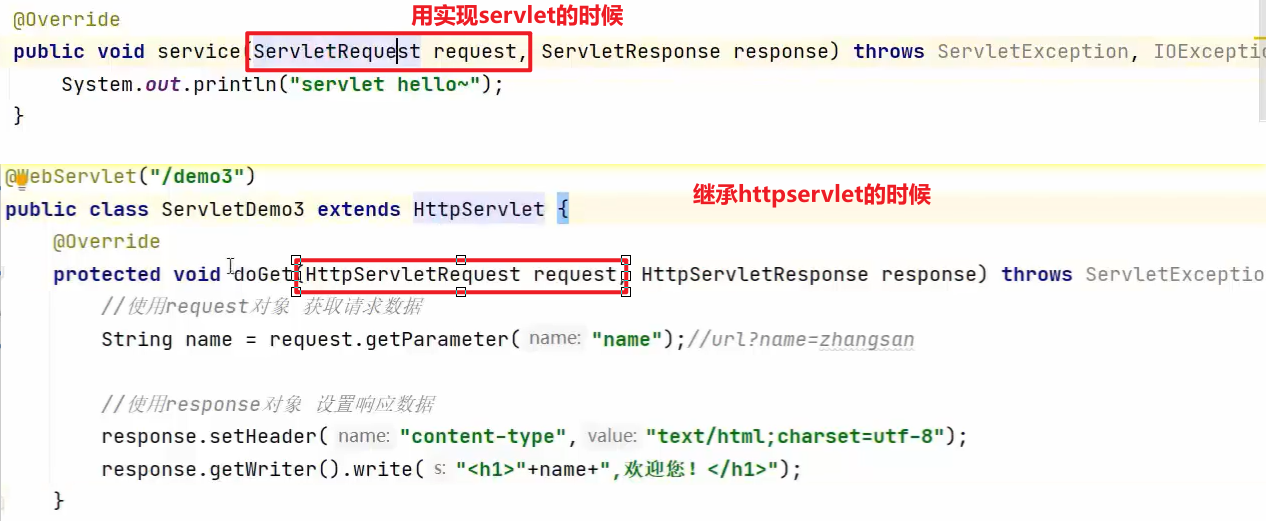 用实现servlet的时候
@Override
public void service(ServletRequest request, ServletResponse response) throws ServletException, IOExceptio
System.out.println("servlet hello~");
}
@WebServlet("/demo3")
继承httpservlet的时候
public class ServletDemo3 extends HttpServlet {
@Override
protected void doGet(HttpServletRequest request, HttpServletResponse response) throws ServletExceptio
//使用request对象 获取请求数据
String name = request.getParameter( name: "name");//url?name=zhangsan
//使用response对象 设置响应数据
response.setHeader( name: "content-type", value: "text/html;charset=utf-8");
response.getWriter().write( s: "<h1>"+name+",欢迎您！</h1>");
}